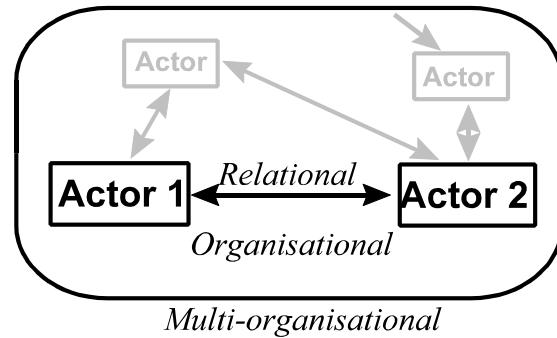 Actor
Actor
Relational
Actor 1
Actor 2
Organisational
Multi-organisational